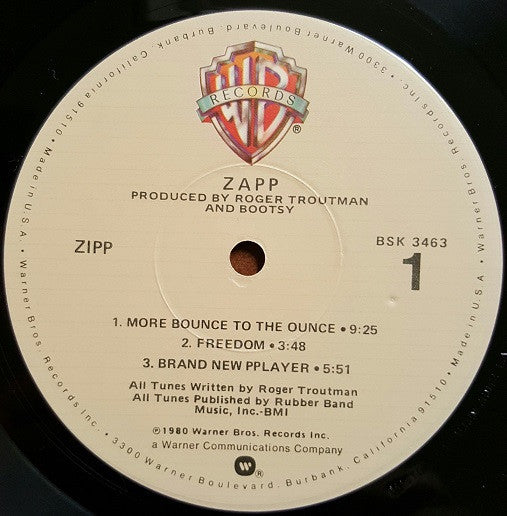 WB
RECORDS
®
ZAPP
PRODUCED BY ROGER TROUTMAN
AND BOOTSY
ZIPP
BSK 3463
1
1. MORE BOUNCE TO THE OUNCE • 9:25
2. FREEDOM • 3:48
3. BRAND NEW PPLAYER • 5:51
All Tunes Written by Roger Troutman
All Tunes Published by Rubber Band
Music, Inc.-BMI
℗1980 Warner Bros. Records Inc.
a Warner Communications Company
W
• Made in U.S.A. • Warner Bros. Records Inc. • 3300 Warner Boulevard, Burbank, California 91510 • Made in U.S.A. • Warner Bros. Records Inc. • 3300 Warner Boulevard, Burbank, California 91510